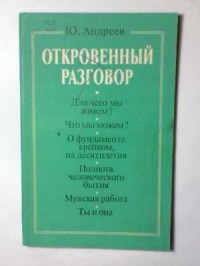 Ю. Андреев
ОТКРОВЕННЫЙ
РАЗГОВОР
Для чего мы
живем?
Что мы можем?
О фундаменте
крепком,
на десятилетия
Полнота
человеческого
бытия
Мужская работа
Ты и она